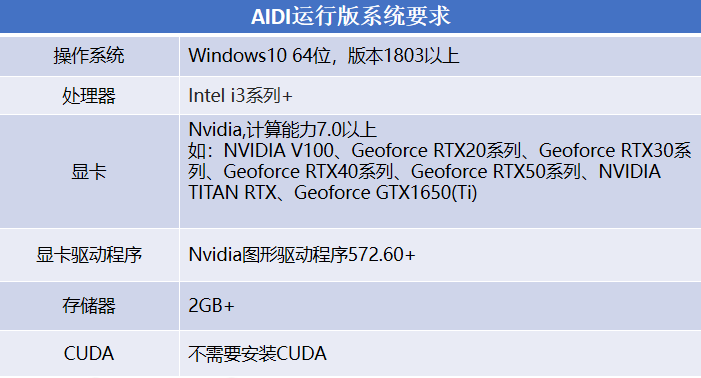 AIDI运行版系统要求
操作系统
Windows10 64位，版本1803以上
处理器
Intel i3系列+
显卡
Nvidia,计算能力7.0以上
如：NVIDIA V100、Geoforce RTX20系列、Geoforce RTX30系
列、Geoforce RTX40系列、Geoforce RTX50系列、NVIDIA
TITAN RTX、Geoforce GTX1650(Ti)
显卡驱动程序
Nvidia图形驱动程序572.60+
存储器
2GB+
CUDA
不需要安装CUDA